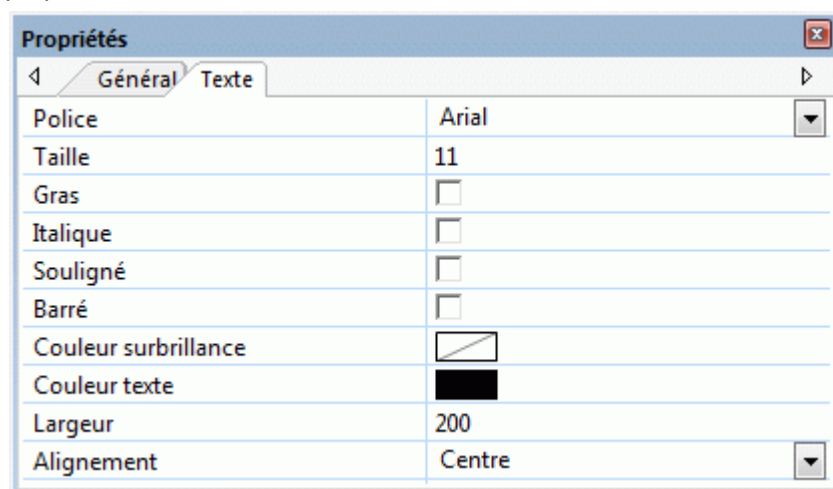 Propriétés
Général Texte
Police Arial
Taille 11
Gras
Italique
Souligné
Barré
Couleur surbrillance
Couleur texte
Largeur 200
Alignement Centre